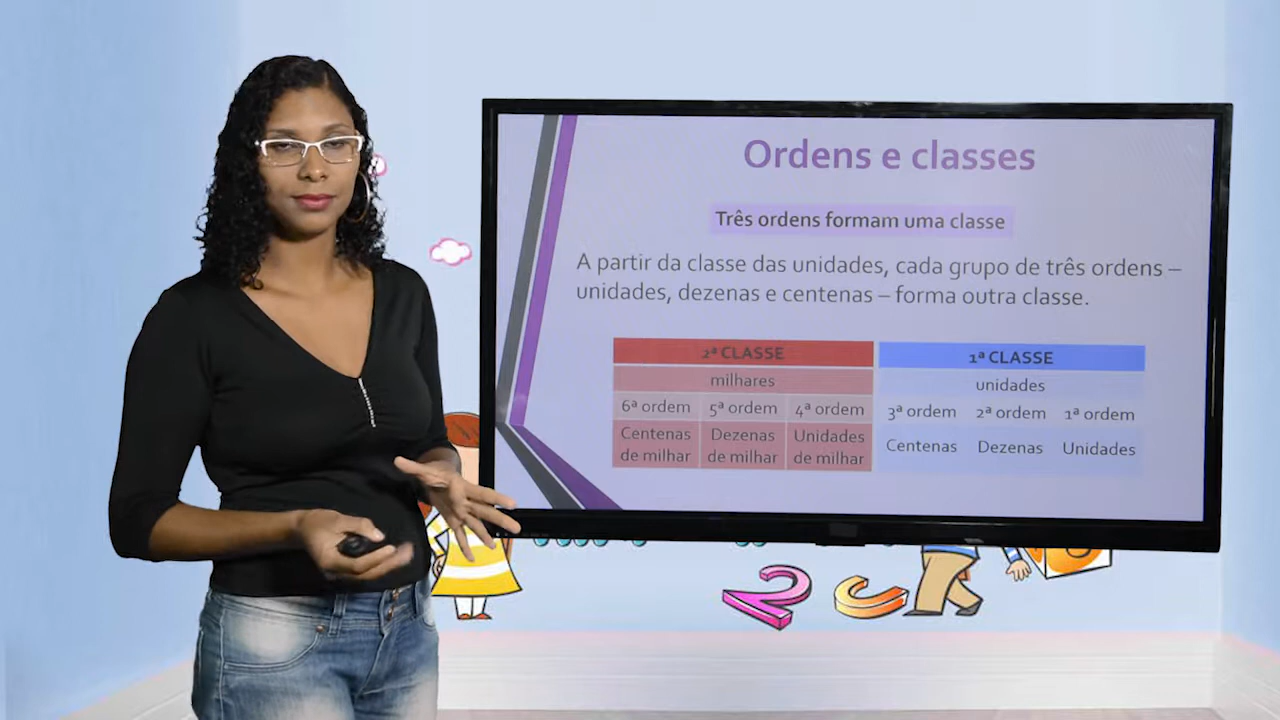 Ordens e classes
Três ordens formam uma classe
A partir da classe das unidades, cada grupo de três ordens –
unidades, dezenas e centenas – forma outra classe.
2ª CLASSE 1ª CLASSE
milhares unidades
6ª ordem 5ª ordem 4ª ordem 3ª ordem 2ª ordem 1ª ordem
Centenas de milhar Dezenas de milhar Unidades de milhar Centenas Dezenas Unidades